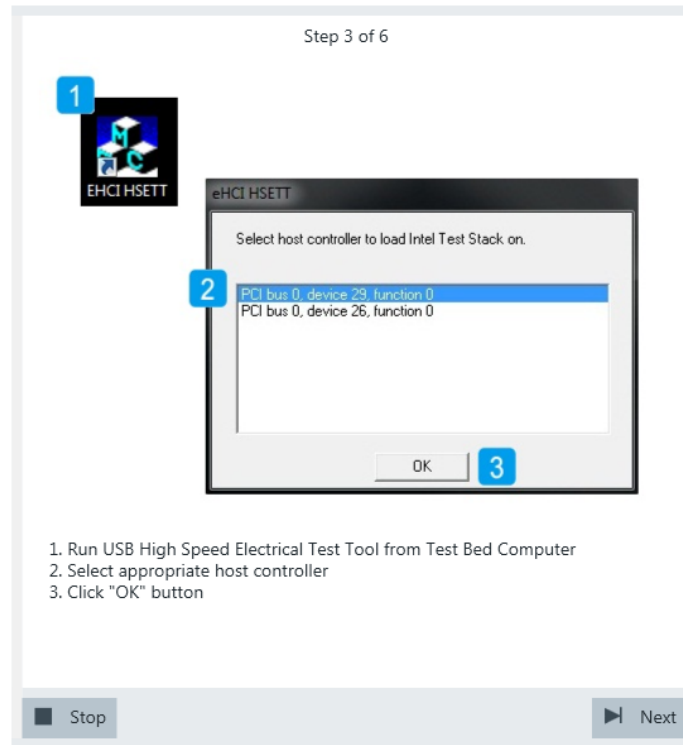 Step 3 of 6
1
EHCI HSETT
eHCI HSETT
Select host controller to load Intel Test Stack on.
2
PCI bus 0, device 29, function 0
PCI bus 0, device 26, function 0
OK
3
1. Run USB High Speed Electrical Test Tool from Test Bed Computer
2. Select appropriate host controller
3. Click "OK" button
Stop
Next